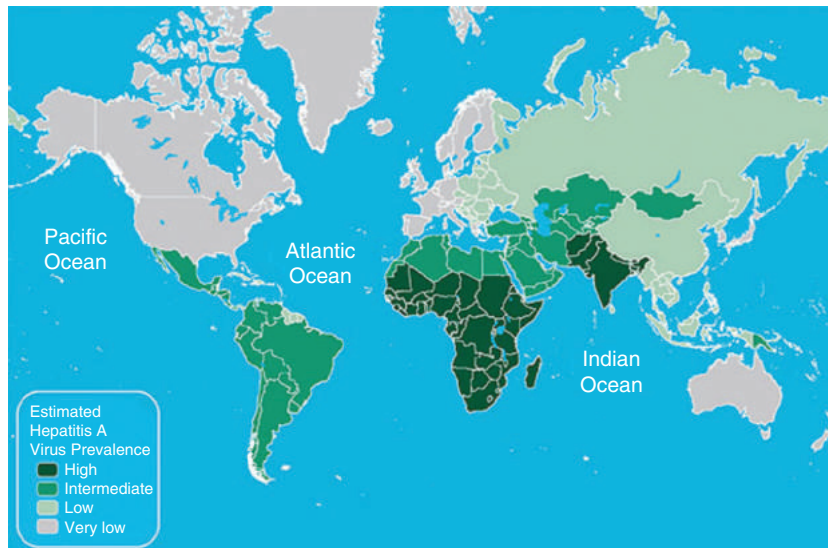 Pacific
Ocean
Atlantic
Ocean
Indian
Ocean
Estimated
Hepatitis A
Virus Prevalence
High
Intermediate
Low
Very low